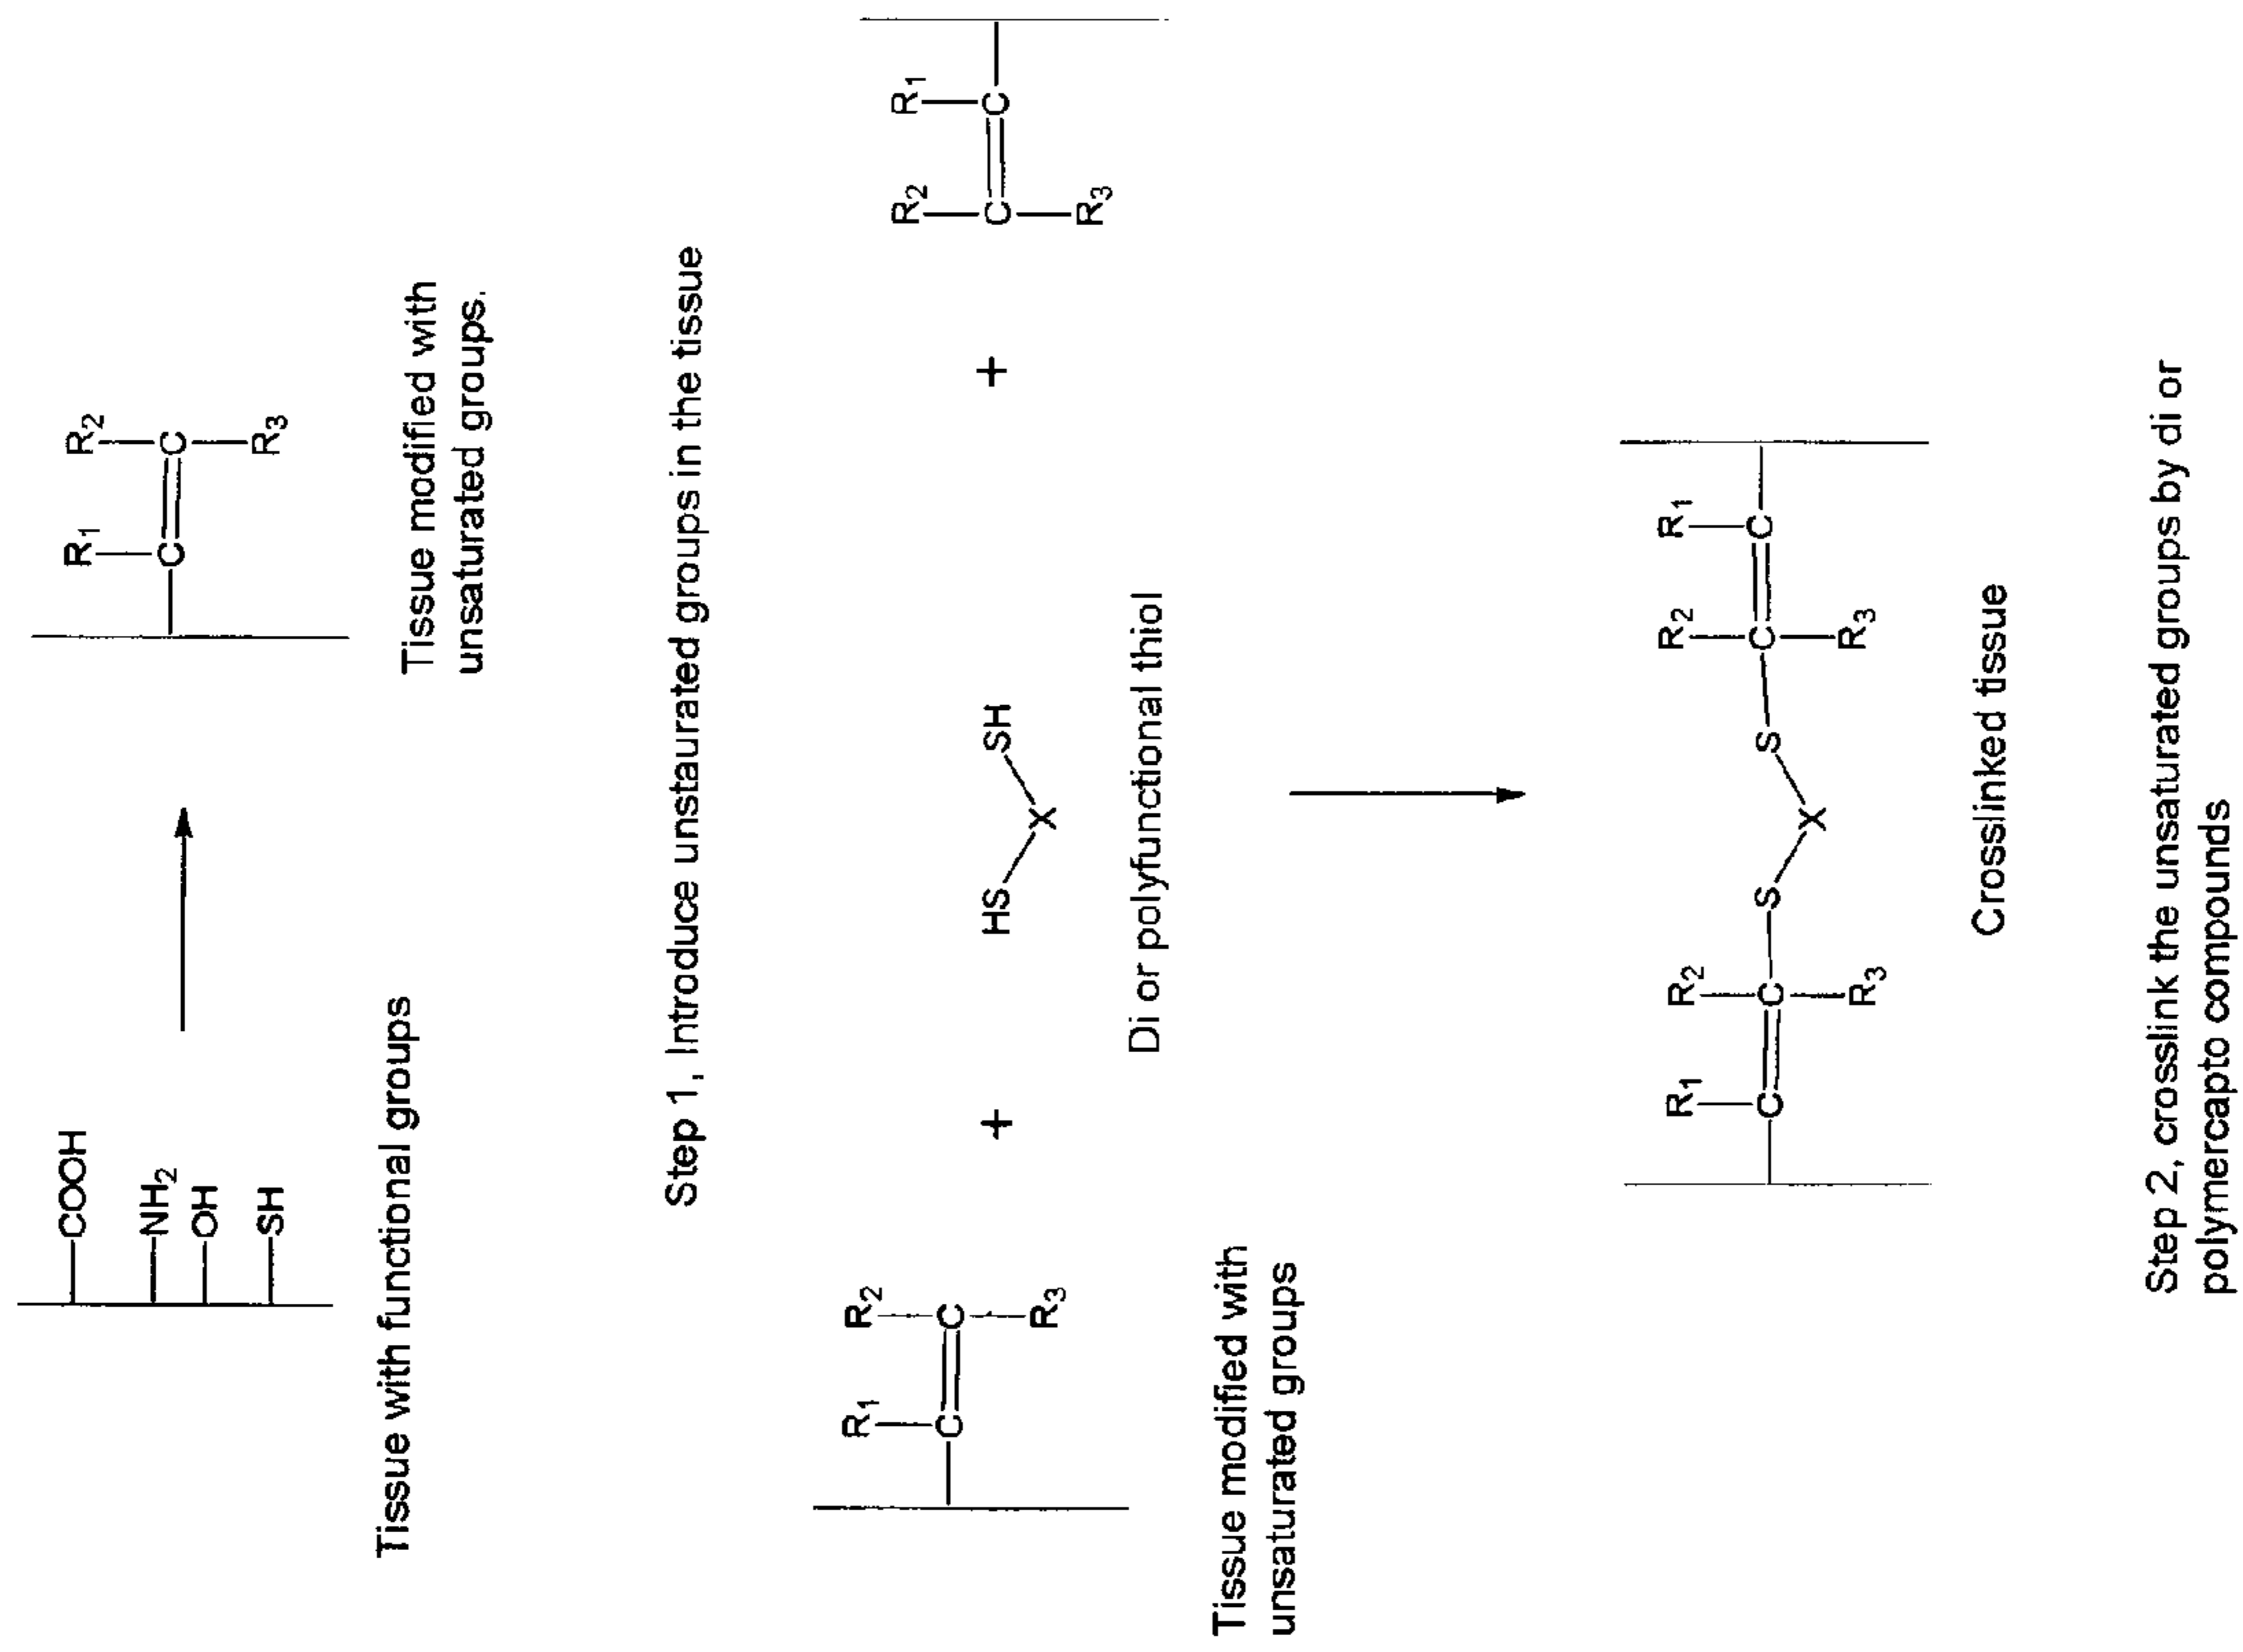 COOH
NH2
OH
SH
Tissue with functional groups
R1 R2
C C
R3
Tissue modified with
unsaturated groups.
Step 1, Introduce unstaurated groups in the tissue
R1 R2
C C
R3
Tissue modified with
unsaturated groups
+
HS SH
X
Di or polyfunctional thiol
+
R2 R1
C C
R3
R1 R2 R2 R1
C C S S C C
R3 X R3
Crosslinked tissue
Step 2, crosslink the unsaturated groups by di or
polymercapto compounds